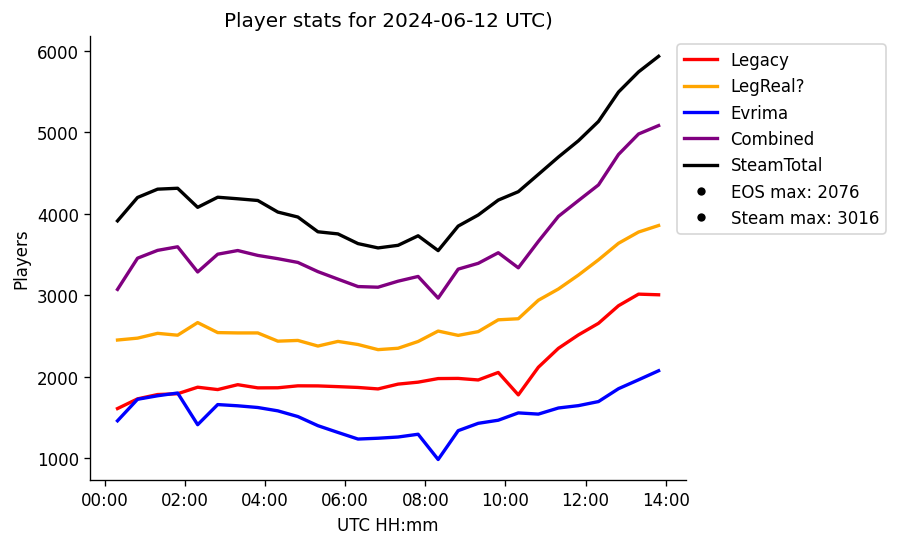 Player stats for 2024-06-12 UTC)
6000
5000
4000
3000
2000
1000
Players
00:00 02:00 04:00 06:00 08:00 10:00 12:00 14:00
UTC HH:mm
Legacy
LegReal?
Evrima
Combined
SteamTotal
EOS max: 2076
Steam max: 3016